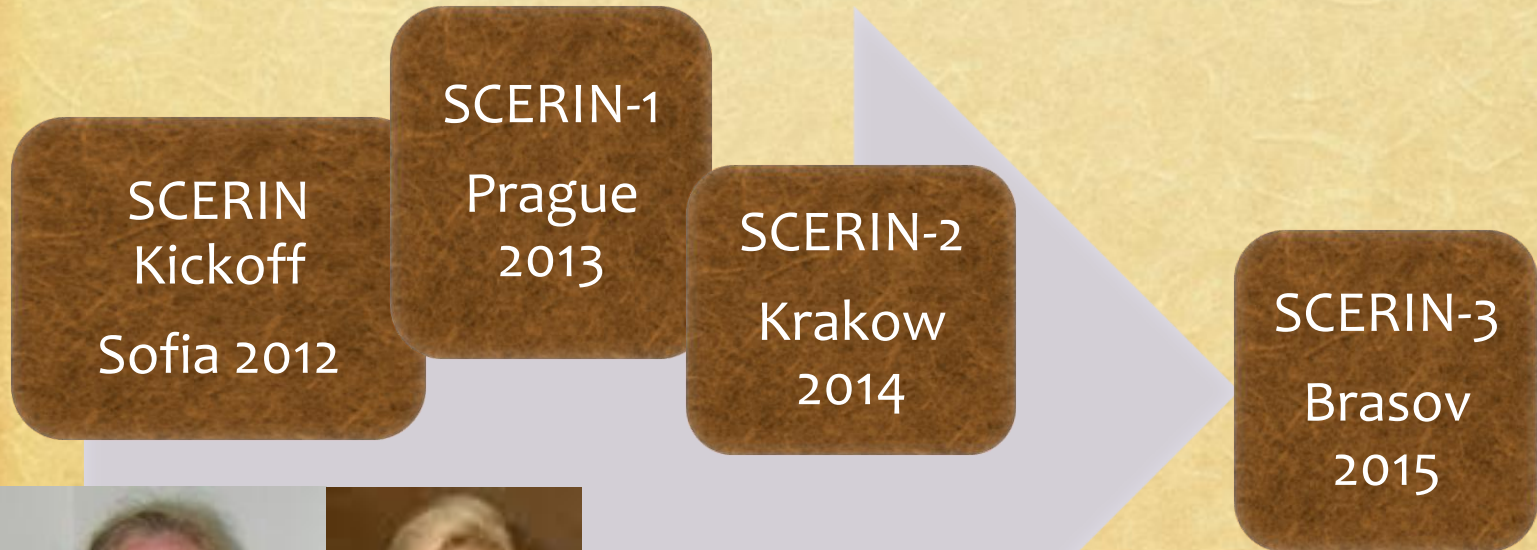 SCERIN
Kickoff
Sofia 2012
SCERIN-1
Prague
2013
SCERIN-2
Krakow
2014
SCERIN-3
Brasov
2015